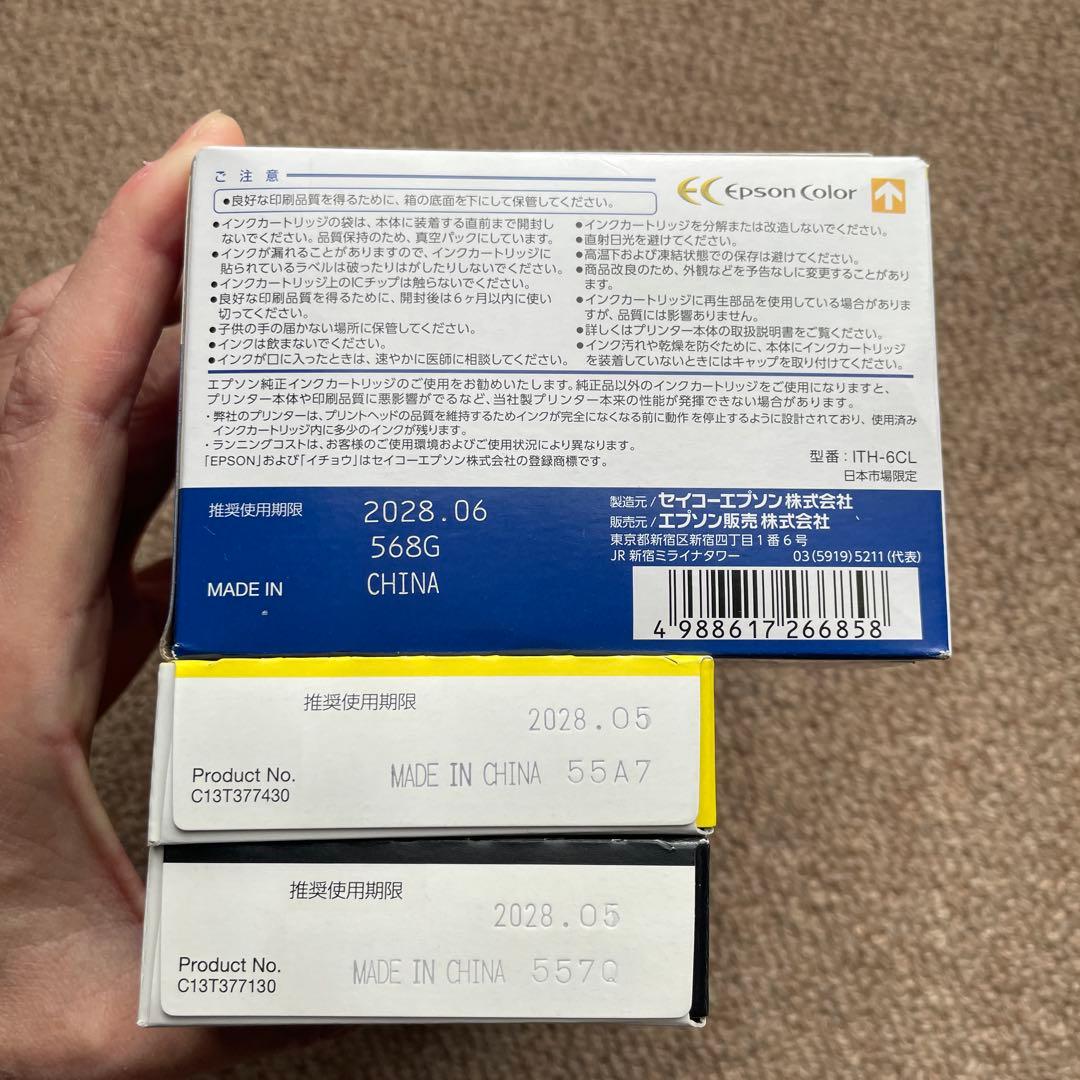 ご注意
●良好な印刷品質を得るために、箱の底面を下にして保管してください。
EC Epson Color
●インクカートリッジの袋は、本体に装着する直前まで開封し
ないでください。品質保持のため、真空パックにしています。
●インクが漏れることがありますので、インクカートリッジに
貼られているラベルは破ったりはがしたりしないでください。
●インクカートリッジ上のICチップは触らないでください。
●良好な印刷品質を得るために、開封後は6ヶ月以内に使い
切ってください。
●子供の手の届かない場所に保管してください。
●インクは飲まないでください。
●インクが口に入ったときは、速やかに医師に相談してください。
●インクカートリッジを分解または改造しないでください。
●直射日光を避けてください。
●高温下および凍結状態での保存は避けてください。
●商品改良のため、外観などを予告なしに変更することがあり
ます。
●インクカートリッジに再生部品を使用している場合がありま
すが、品質には影響ありません。
●詳しくはプリンター本体の取扱説明書をご覧ください。
●インク汚れや乾燥を防ぐために、本体にインクカートリッジ
を装着していないときにはキャップを取り付けてください。
エプソン純正インクカートリッジのご使用をお勧めいたします。純正品以外のインクカートリッジをご使用になりますと、
プリンター本体や印刷品質に悪影響がでるなど、当社製プリンター本来の性能が発揮できない場合があります。
・弊社のプリンターは、プリントヘッドの品質を維持するためインクが完全になくなる前に動作を停止するように設計されており、使用済み
インクカートリッジ内に多少のインクが残ります。
・ランニングコストは、お客様のご使用環境およびご使用状況により異なります。
「EPSON」および「イチョウ」はセイコーエプソン株式会社の登録商標です。
型番：ITH-6CL
日本市場限定
推奨使用期限 2028.06
568G
MADE IN CHINA
製造元/セイコーエプソン株式会社
販売元/エプソン販売株式会社
東京都新宿区新宿四丁目1番6号
JR新宿ミライナタワー 03(5919)5211(代表)
4 988617 266858
推奨使用期限
2028.05
Product No.
C13T377430
MADE IN CHINA 55A7
推奨使用期限
2028.05
Product No.
C13T377130
MADE IN CHINA 557Q